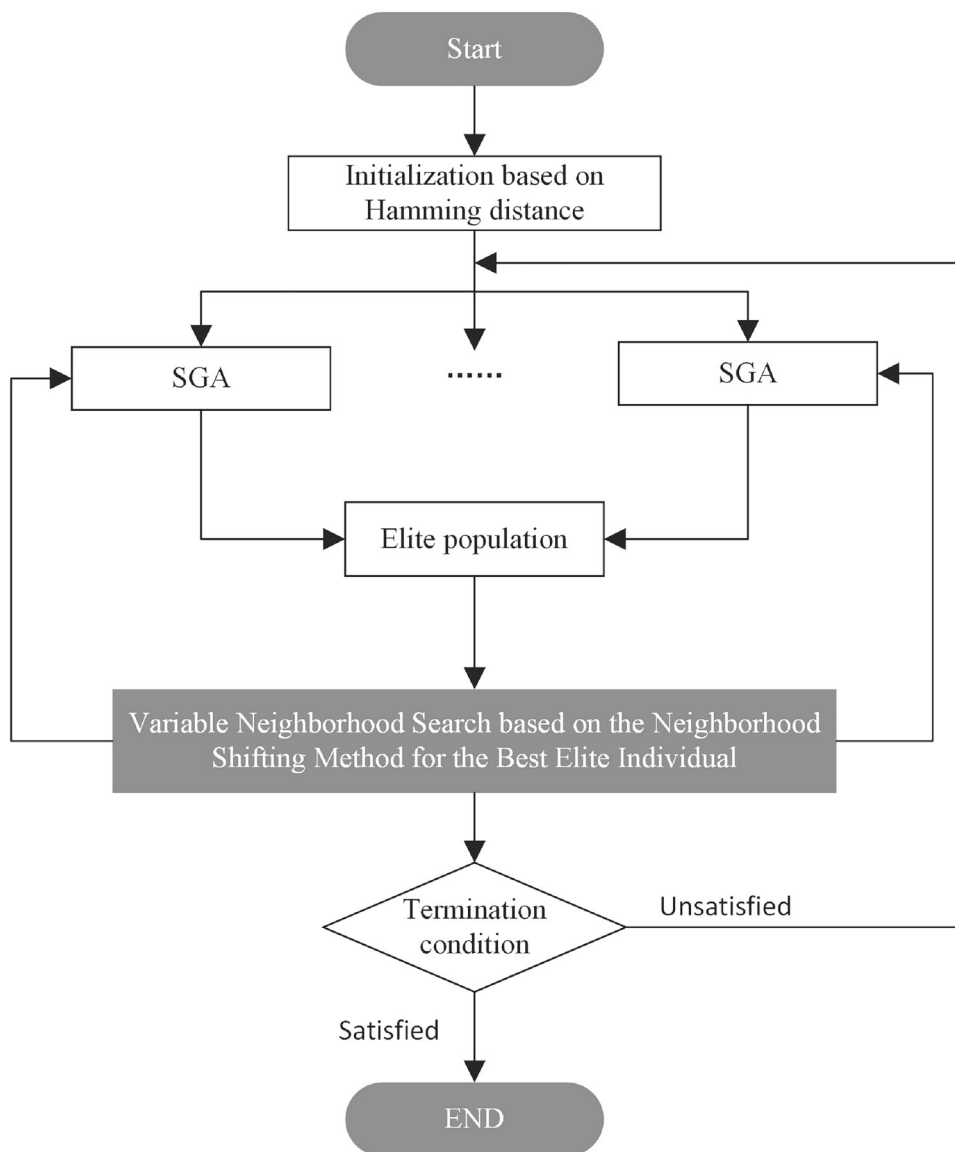 Start
Initialization based on
Hamming distance
SGA
......
SGA
Elite population
Variable Neighborhood Search based on the Neighborhood
Shifting Method for the Best Elite Individual
Termination
condition
Unsatisfied
Satisfied
END